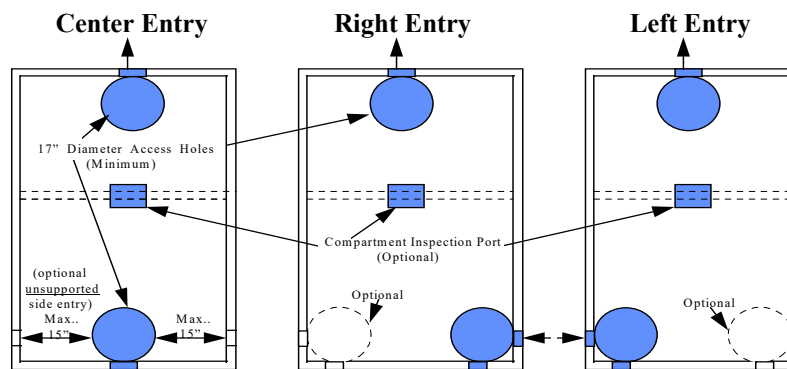 Center Entry
Right Entry
Left Entry
17” Diameter Access Holes
(Minimum)
Compartment Inspection Port
(Optional)
(optional
unsupported
side entry)
Max..
15”
Max..
15”
Optional
Optional